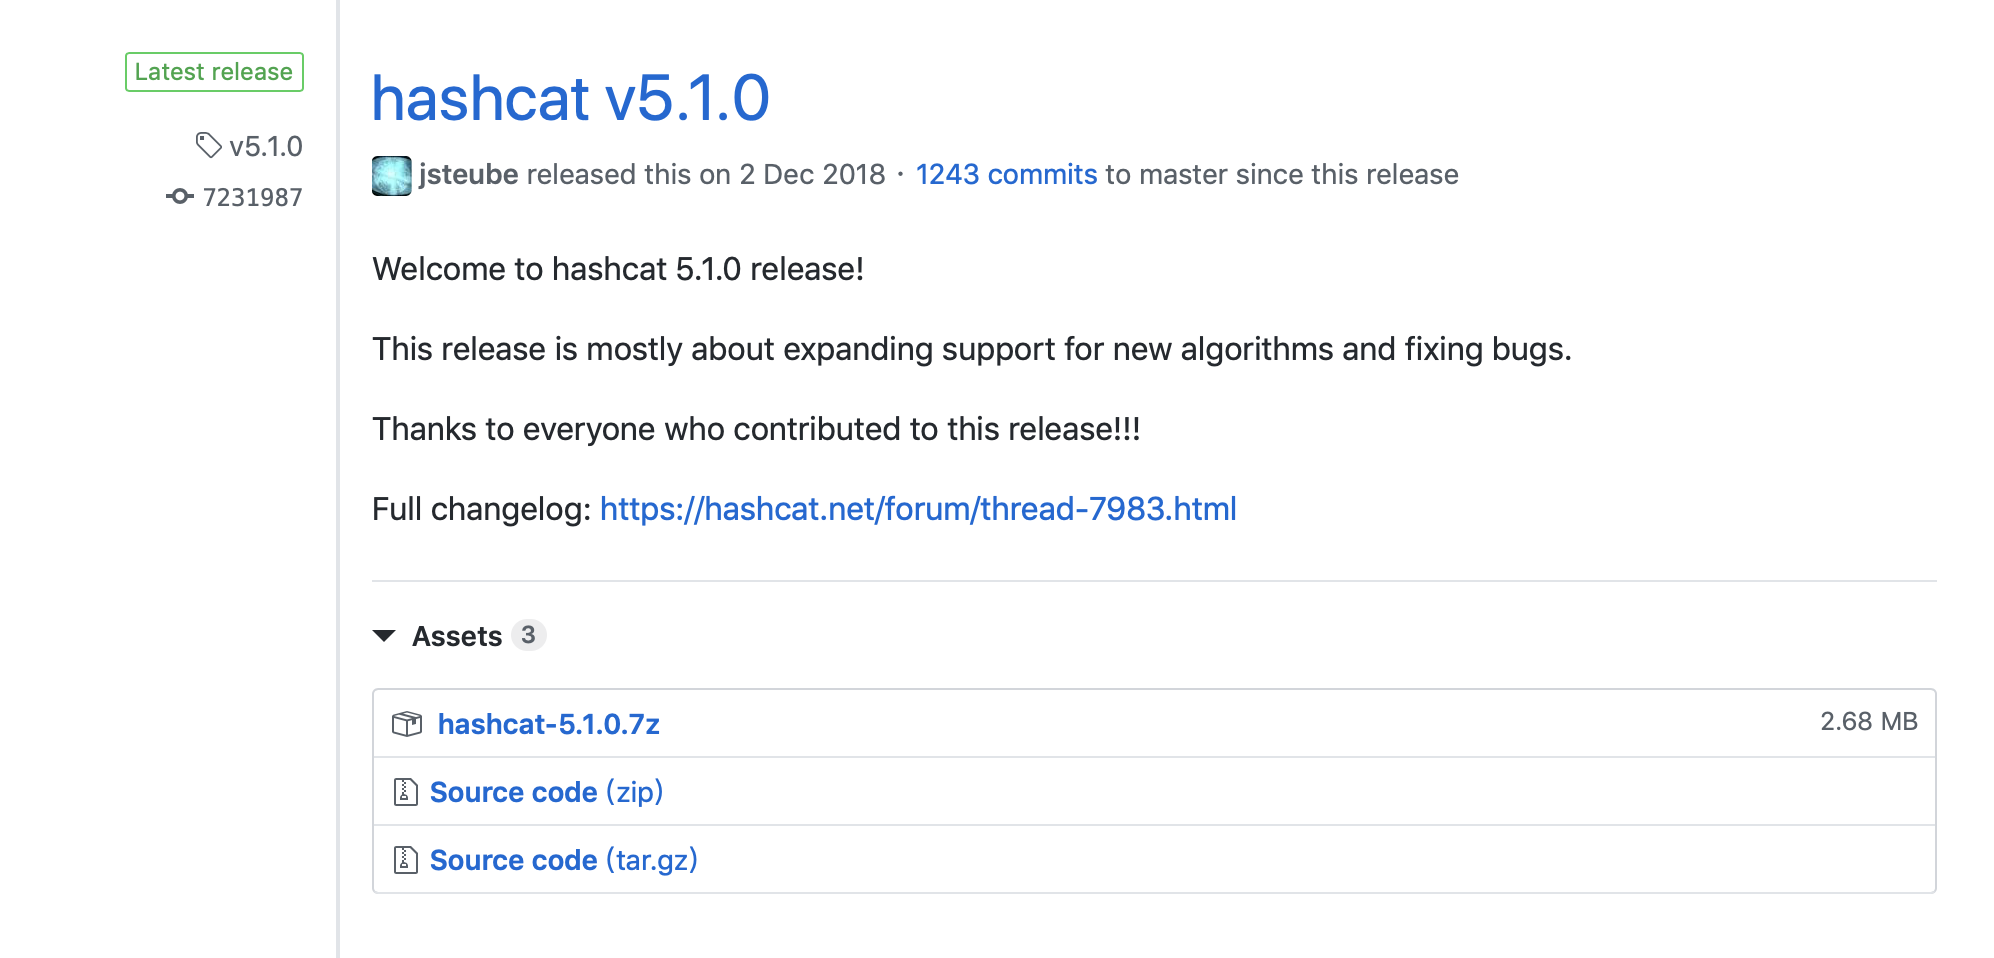 Latest release
v5.1.0
7231987
hashcat v5.1.0
jsteube released this on 2 Dec 2018 · 1243 commits to master since this release
Welcome to hashcat 5.1.0 release!
This release is mostly about expanding support for new algorithms and fixing bugs.
Thanks to everyone who contributed to this release!!!
Full changelog: https://hashcat.net/forum/thread-7983.html
Assets 3
hashcat-5.1.0.7z 2.68 MB
Source code (zip)
Source code (tar.gz)